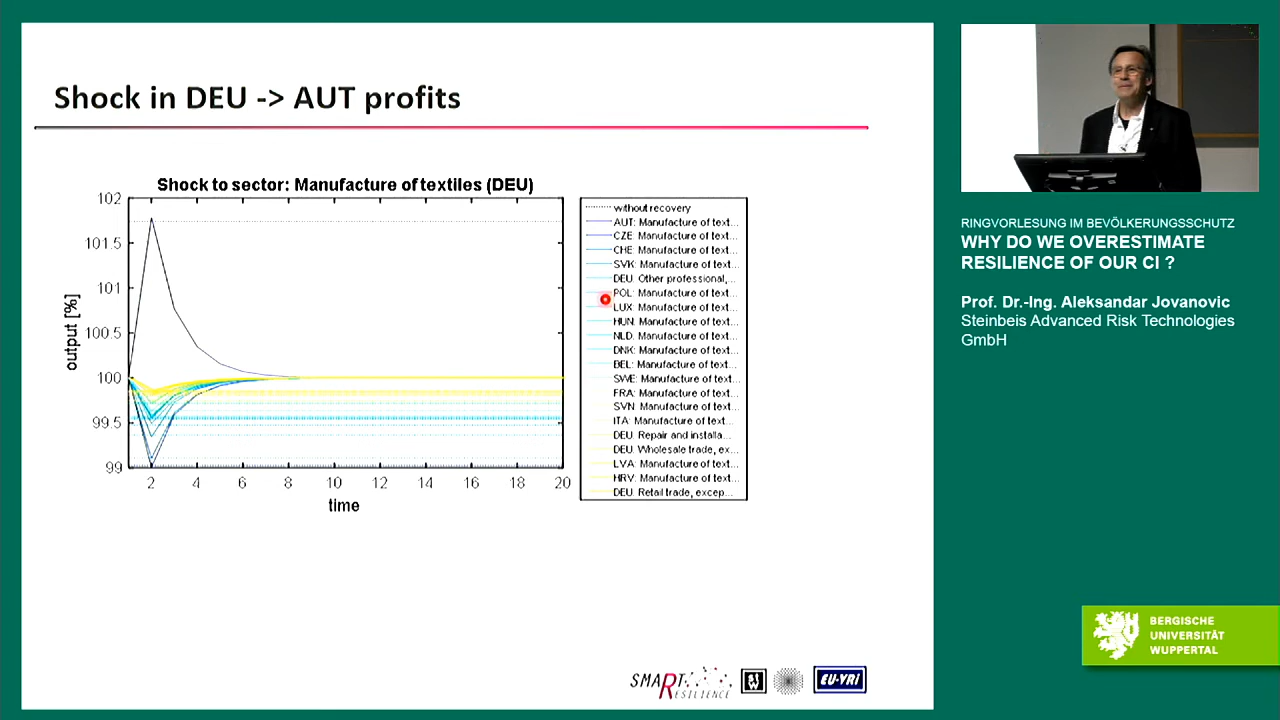 Shock in DEU -> AUT profits
Shock to sector: Manufacture of textiles (DEU)
output [%]
102
101.5
101
100.5
100
99.5
99
2 4 6 8 10 12 14 16 18 20
time
without recovery
AUT: Manufacture of text...
CZE: Manufacture of text...
CHE: Manufacture of text...
SVK: Manufacture of text...
DEU: Other professional,...
POL: Manufacture of text...
LUX: Manufacture of text...
HUN: Manufacture of text...
NLD: Manufacture of text...
DNK: Manufacture of text...
BEL: Manufacture of text...
SWE: Manufacture of text...
FRA: Manufacture of text...
SVN: Manufacture of text...
ITA: Manufacture of text...
DEU: Repair and installa...
DEU: Wholesale trade, ex...
LVA: Manufacture of text...
HRV: Manufacture of text...
DEU: Retail trade, excep...
SMART RESILIENCE
EU-VRi
RINGVORLESUNG IM BEVÖLKERUNGSSCHUTZ
WHY DO WE OVERESTIMATE
RESILIENCE OF OUR CI ?
Prof. Dr.-Ing. Aleksandar Jovanovic
Steinbeis Advanced Risk Technologies
GmbH
BERGISCHE
UNIVERSITÄT
WUPPERTAL